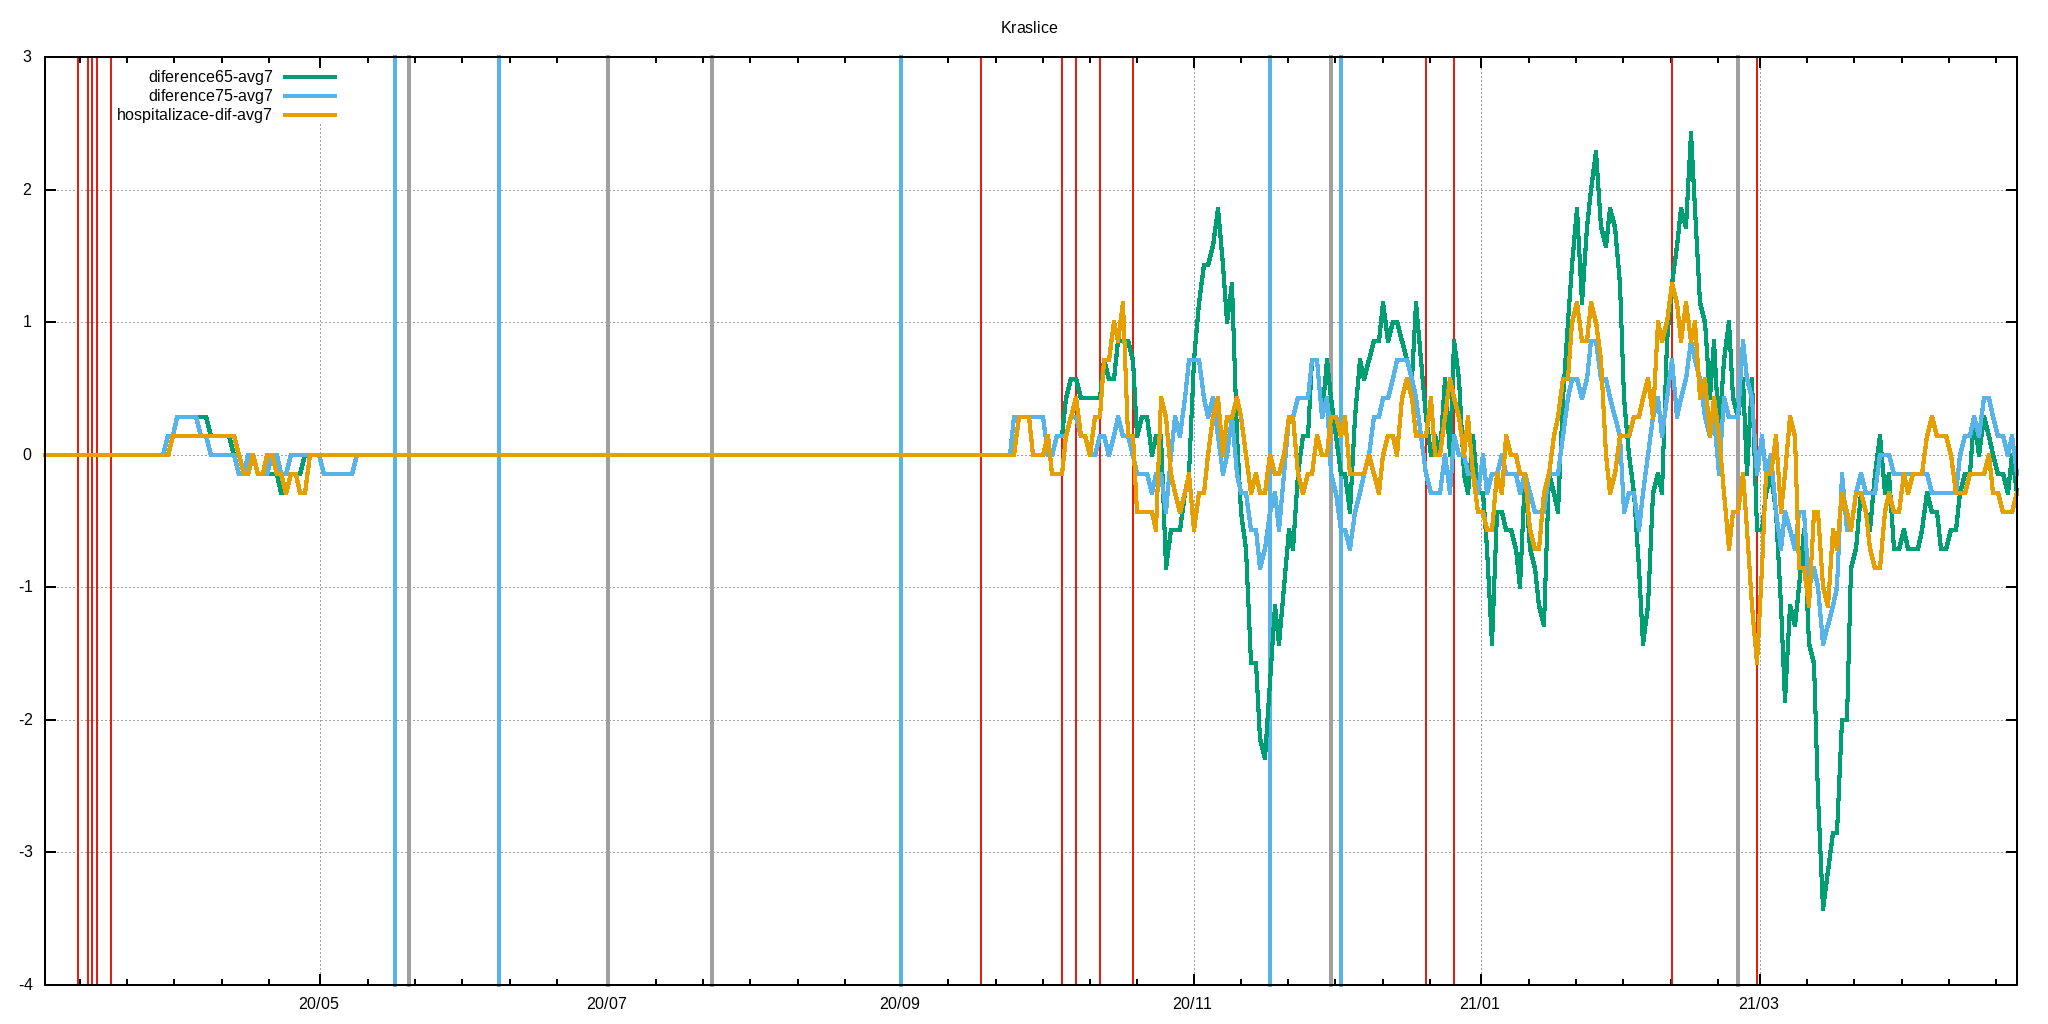 Kraslice
diference65-avg7
diference75-avg7
hospitalizace-dif-avg7
3
2
1
0
-1
-2
-3
-4
20/05 20/07 20/09 20/11 21/01 21/03